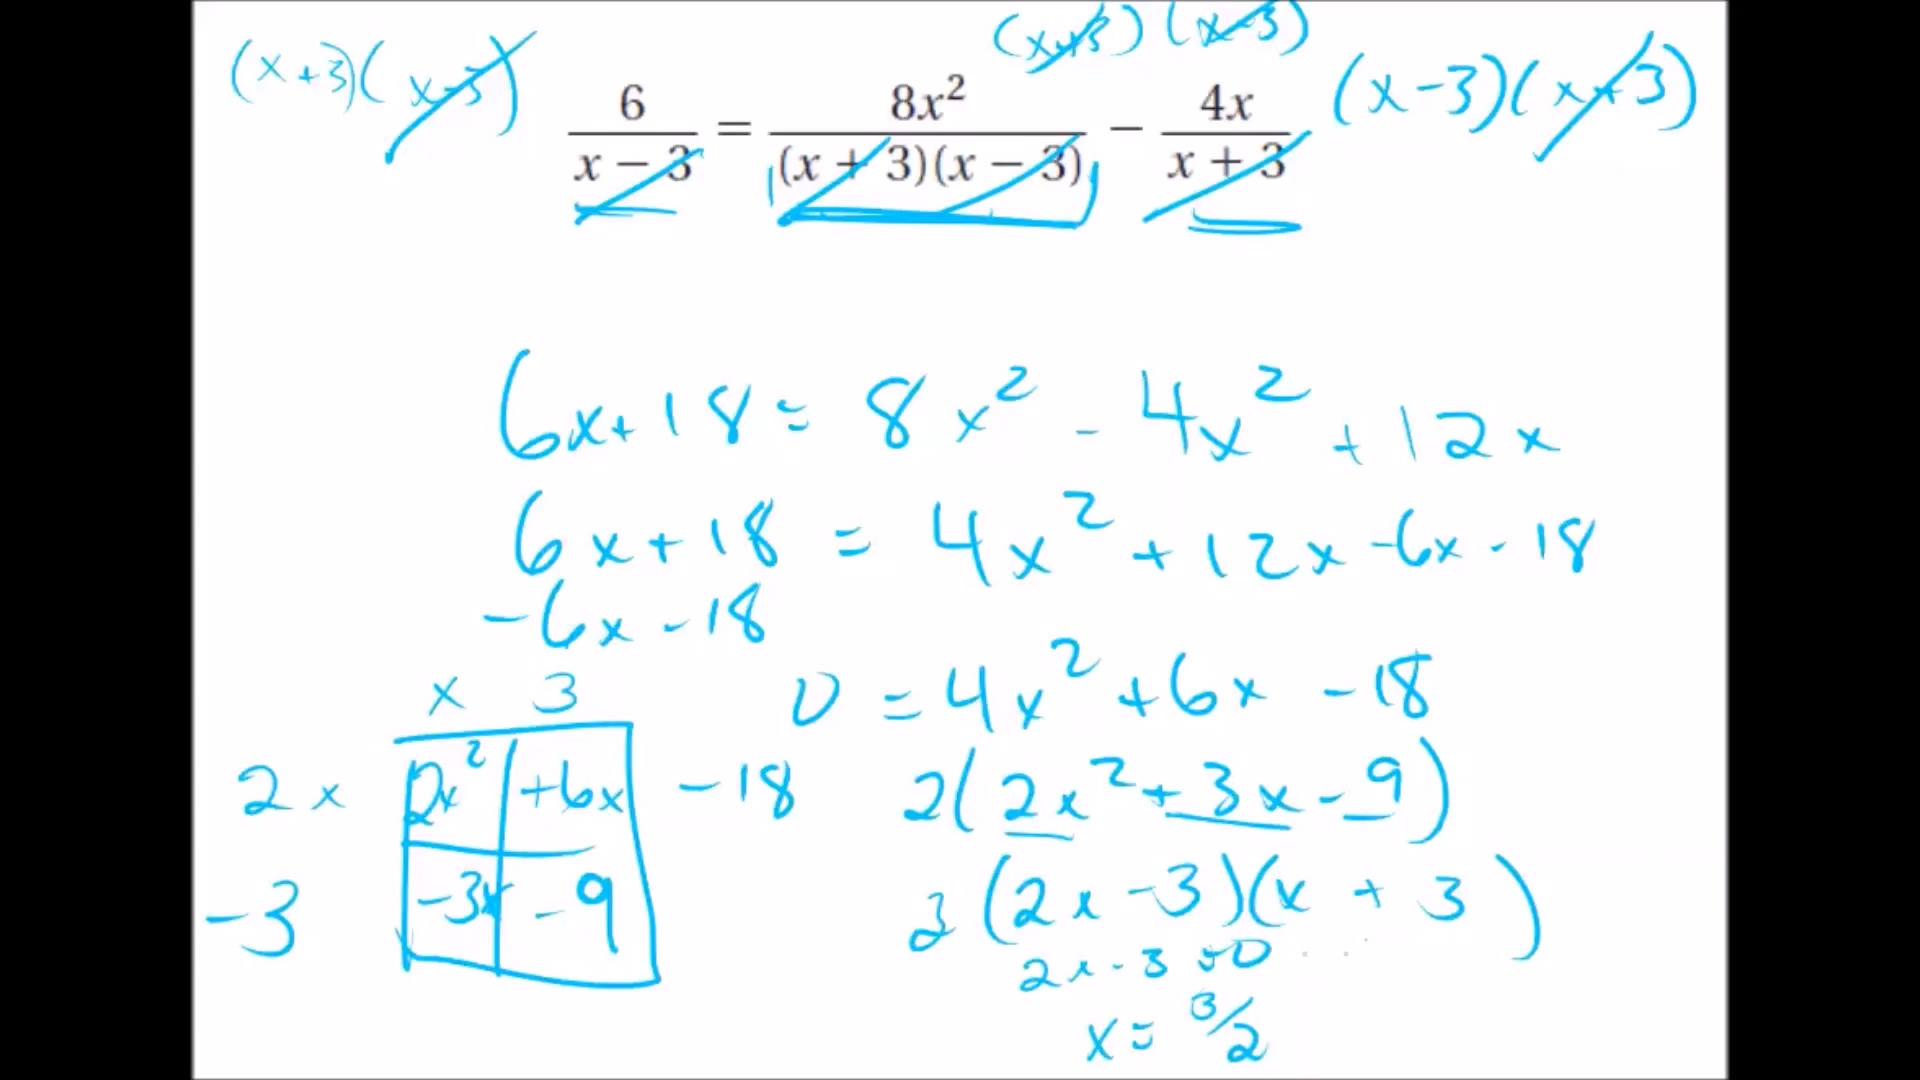 (x+3)(x-3) 6/(x − 3) = 8x²/((x + 3)(x − 3)) (x+3)(x-3) − 4x/(x + 3) (x-3)(x+3)
6x+18 = 8x² - 4x² + 12x
6x+18 = 4x² + 12x -6x - 18
-6x -18
0 = 4x² +6x -18
x 3
2x 2x² +6x -18
-3 -3x -9
2(2x² + 3x - 9)
2(2x -3)(x + 3)
2x - 3 = 0
x = 3/2